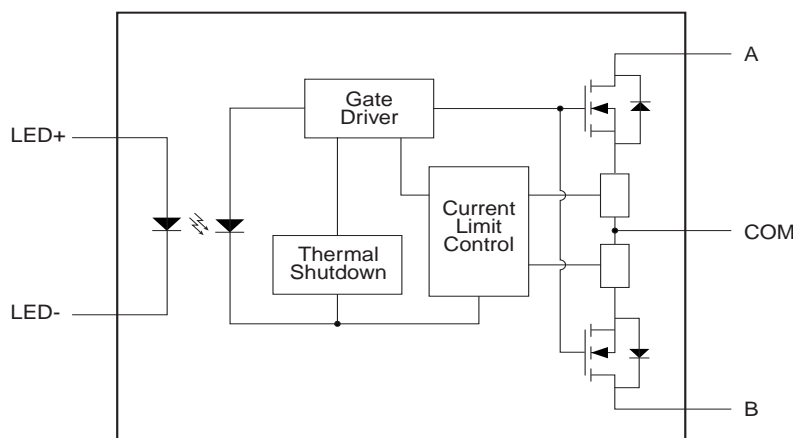 A
Gate
Driver
LED+
Current
Limit
Control
COM
Thermal
Shutdown
LED-
B